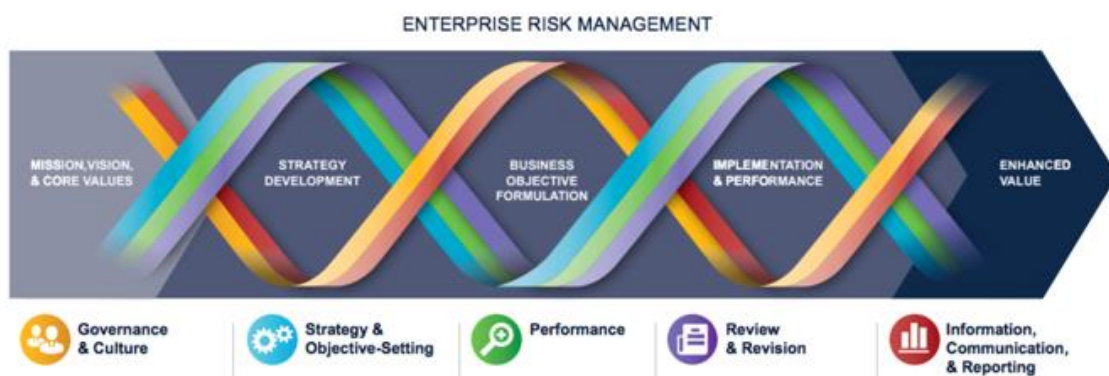 ENTERPRISE RISK MANAGEMENT
MISSION, VISION,
& CORE VALUES
STRATEGY
DEVELOPMENT
BUSINESS
OBJECTIVE
FORMULATION
IMPLEMENTATION
& PERFORMANCE
ENHANCED
VALUE
Governance
& Culture
Strategy &
Objective-Setting
Performance
Review
& Revision
Information,
Communication,
& Reporting